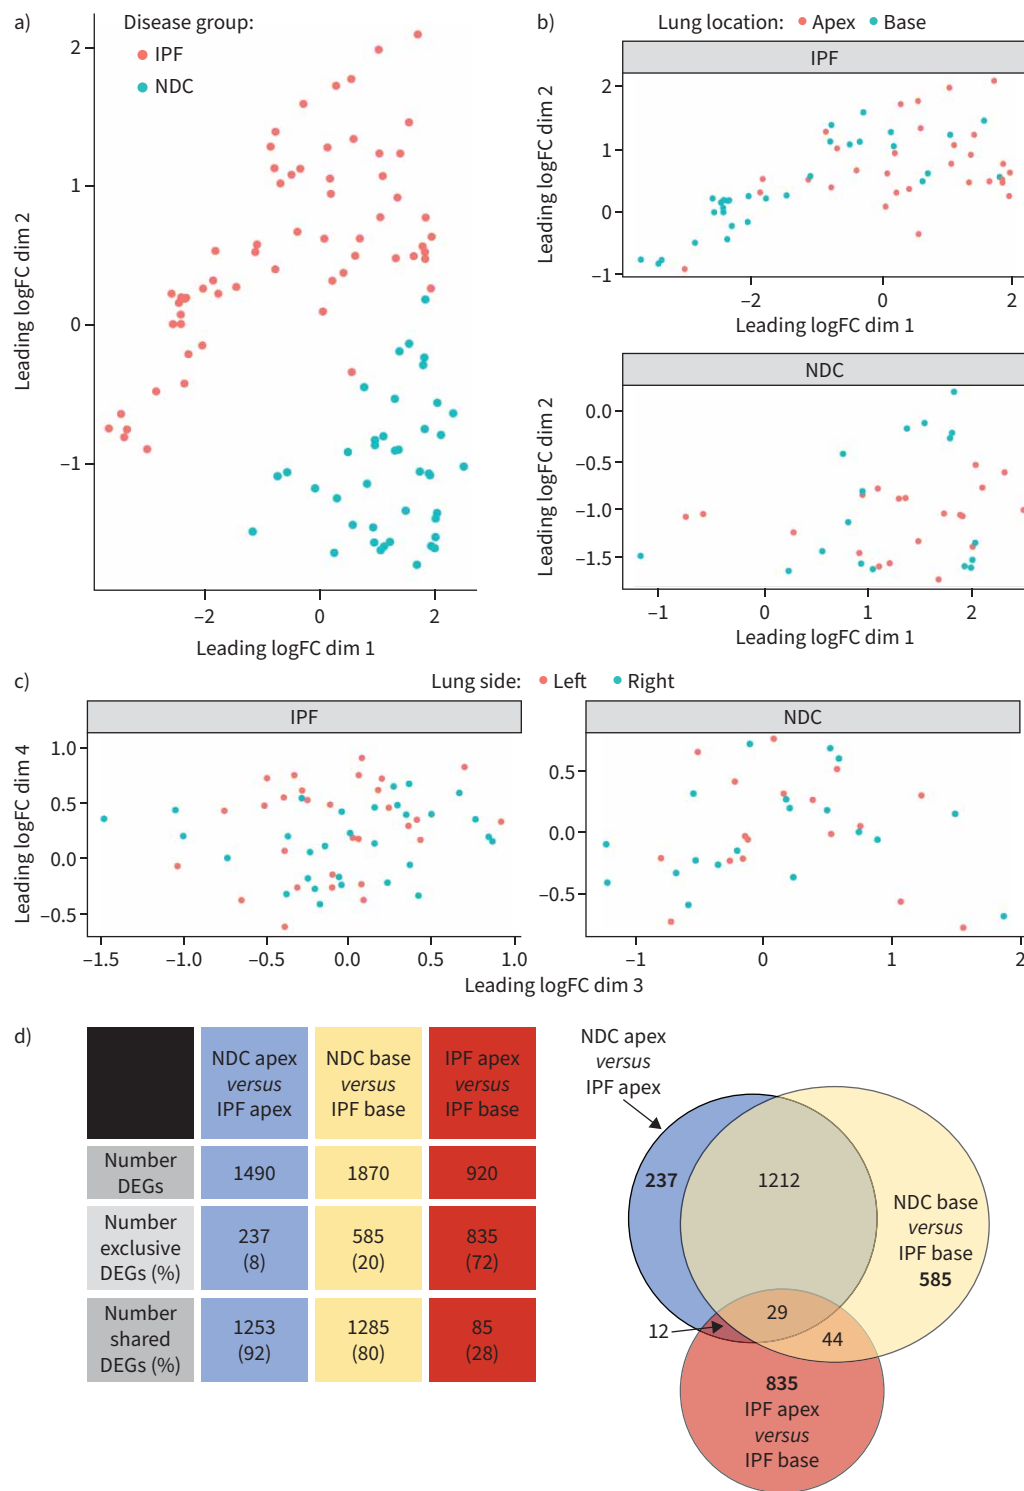 a)
Disease group:
IPF
NDC
2
1
0
−1
Leading logFC dim 2
−2
0
2
Leading logFC dim 1
b)
Lung location:
Apex
Base
IPF
2
1
0
−1
Leading logFC dim 2
−2
0
2
Leading logFC dim 1
NDC
0.0
−0.5
−1.0
−1.5
Leading logFC dim 2
−1
0
1
2
Leading logFC dim 1
c)
Lung side:
Left
Right
IPF
NDC
Leading logFC dim 4
1.0
0.5
0.0
−0.5
−1.5
−1.0
−0.5
0.0
0.5
1.0
0.5
0.0
−0.5
−1
0
1
2
Leading logFC dim 3
d)
NDC apex
versus
IPF apex
NDC base
versus
IPF base
IPF apex
versus
IPF base
Number
DEGs
1490
1870
920
Number
exclusive
DEGs (%)
237
(8)
585
(20)
835
(72)
Number
shared
DEGs (%)
1253
(92)
1285
(80)
85
(28)
NDC apex
versus
IPF apex
237
1212
NDC base
versus
IPF base
585
29
12
44
835
IPF apex
versus
IPF base